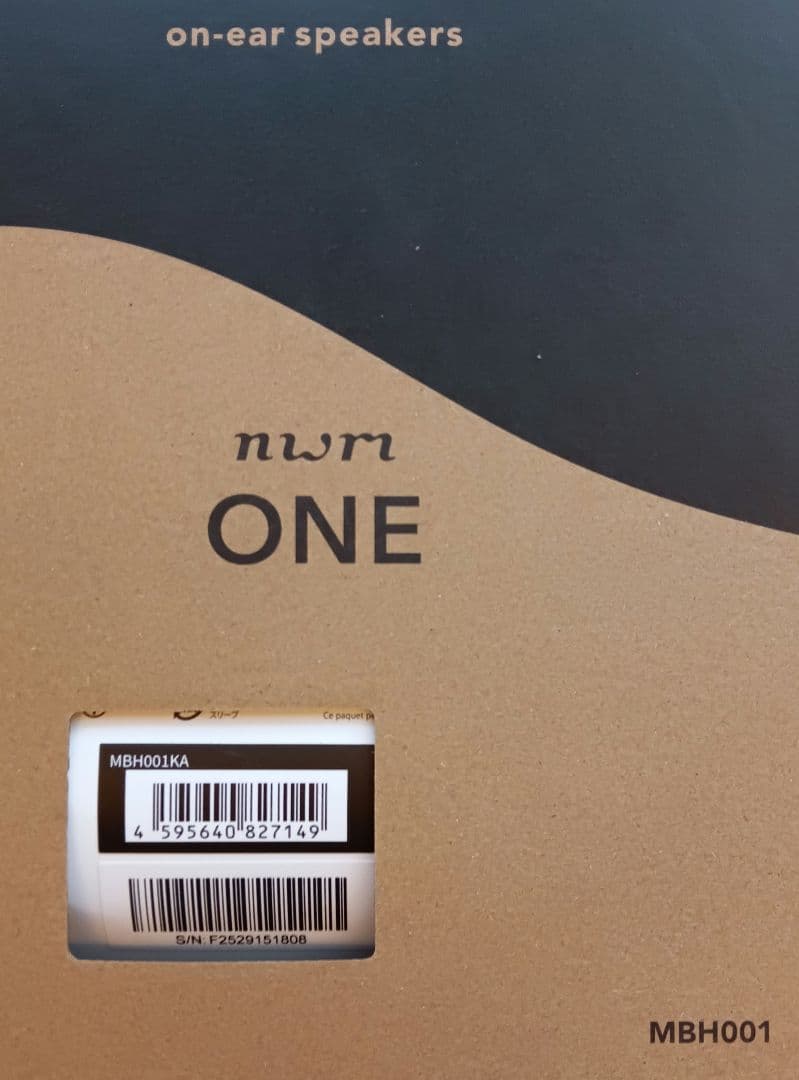 on-ear speakers
nwm
ONE
スリーブ
Ce paquet
MBH001KA
4 595640 827149
S/N: F2529151808
MBH001